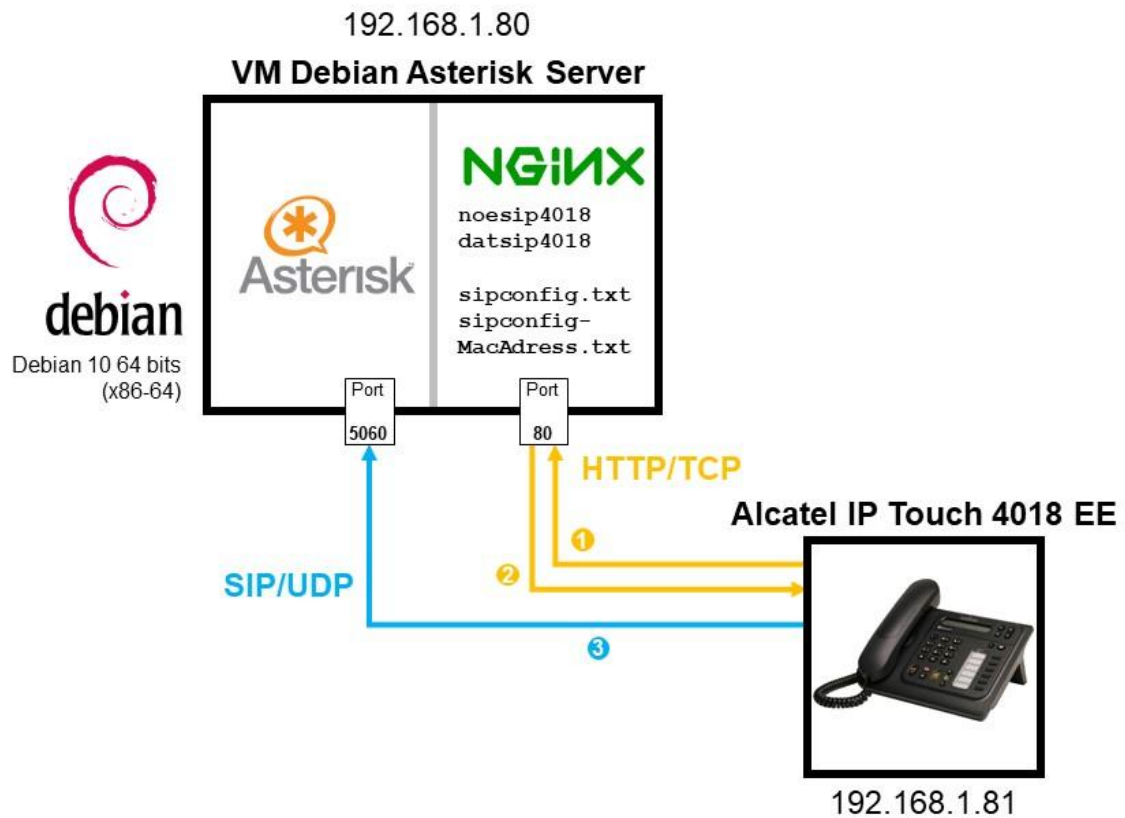 192.168.1.80
VM Debian Asterisk Server
debian
Debian 10 64 bits
(x86-64)
Asterisk
NGiNX
noesip4018
datsip4018
sipconfig.txt
sipconfig-
MacAdress.txt
Port
5060
Port
80
HTTP/TCP
SIP/UDP
1
2
3
Alcatel IP Touch 4018 EE
192.168.1.81